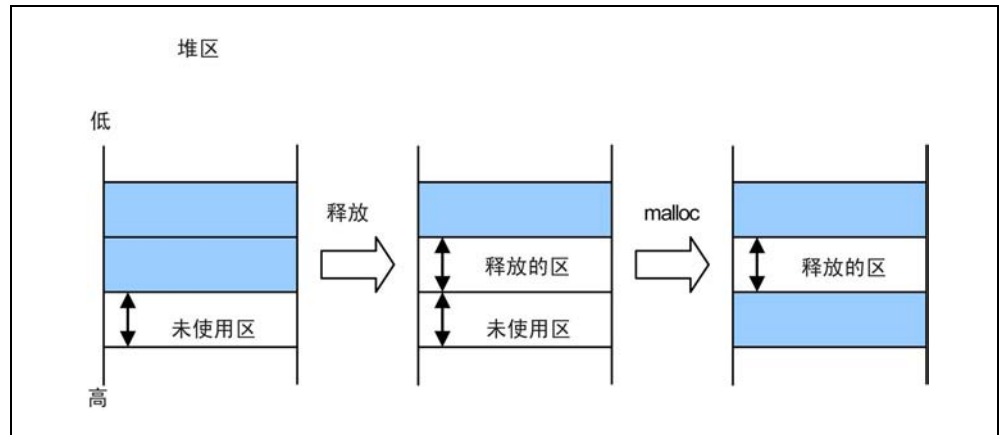 堆区
低
释放
malloc
释放的区
释放的区
未使用区
未使用区
高